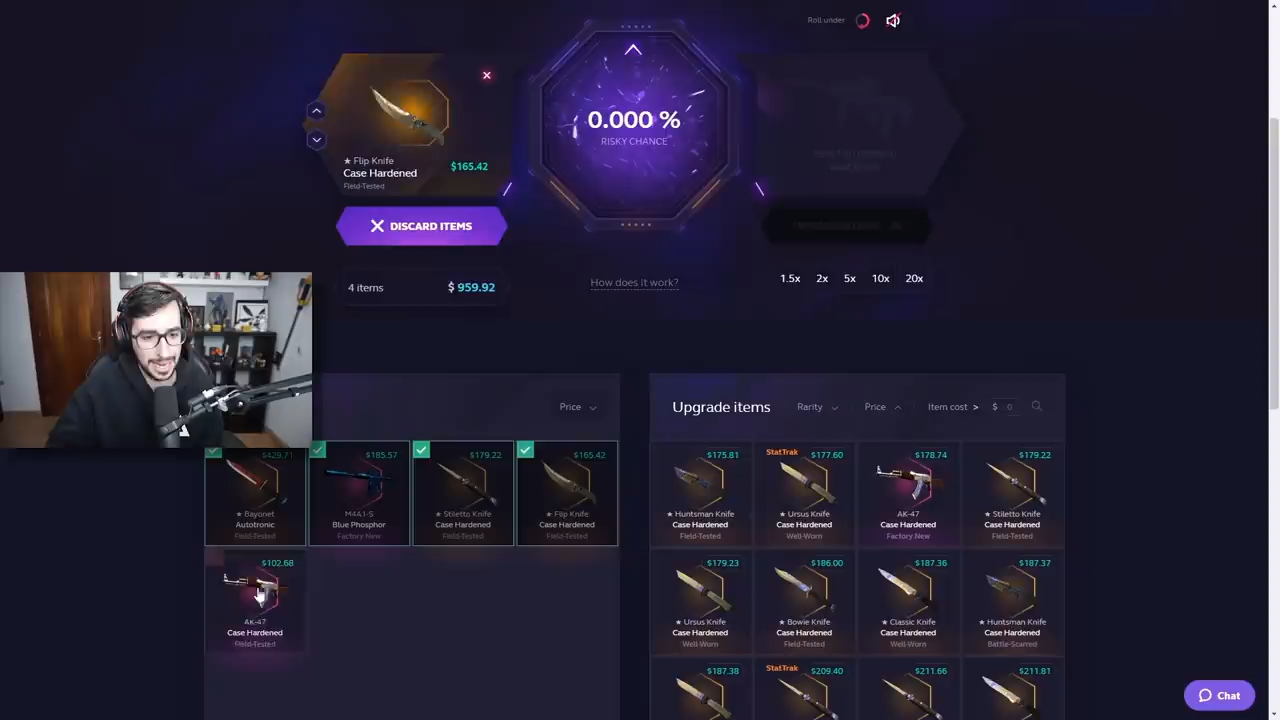 Roll under
0.000 %
RISKY CHANCE
★ Flip Knife
Case Hardened
Field-Tested
$165.42
DISCARD ITEMS
4 items
$ 959.92
How does it work?
1.5x 2x 5x 10x 20x
Price
Upgrade items
Rarity
Price
Item cost >
$ 0
$429.71
★ Bayonet
Autotronic
Field-Tested
$185.57
M4A1-S
Blue Phosphor
Factory New
$179.22
★ Stiletto Knife
Case Hardened
Field-Tested
$165.42
★ Flip Knife
Case Hardened
Field-Tested
$102.68
AK-47
Case Hardened
Field-Tested
$175.81
★ Huntsman Knife
Case Hardened
Field-Tested
StatTrak
$177.60
★ Ursus Knife
Case Hardened
Well-Worn
$178.74
AK-47
Case Hardened
Factory New
$179.22
★ Stiletto Knife
Case Hardened
Field-Tested
$179.23
★ Ursus Knife
Case Hardened
Well-Worn
$186.00
★ Bowie Knife
Case Hardened
Field-Tested
$187.36
★ Classic Knife
Case Hardened
Well-Worn
$187.37
★ Huntsman Knife
Case Hardened
Battle-Scarred
$187.38
StatTrak
$209.40
$211.66
$211.81
Chat